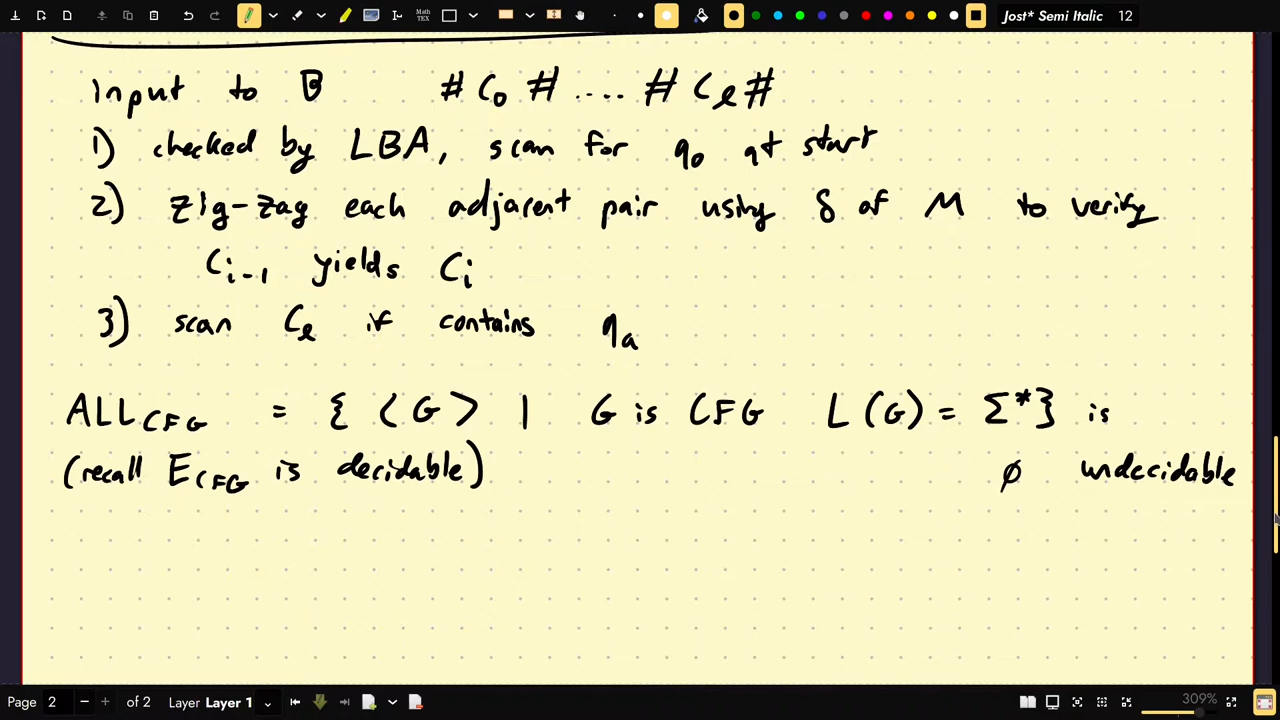 Math TEX Jost* Semi Italic 12
Input to B # C₀ # .... # Cₗ #
1) checked by LBA, scan for q₀ at start
2) zig-zag each adjacent pair using δ of M to verify
Cᵢ₋₁ yields Cᵢ
3) scan Cₗ if contains qₐ
ALL_CFG = { ⟨G⟩ | G is CFG L(G) = Σ*} is
(recall E_CFG is decidable) ∅ undecidable
Page 2 of 2 Layer Layer 1 309%